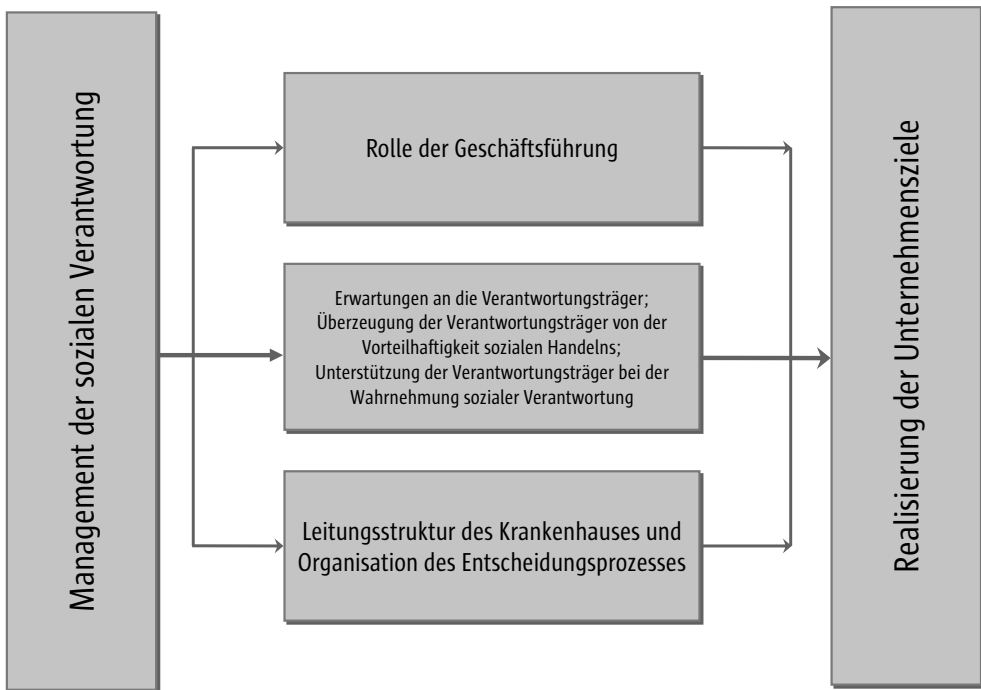 Management der sozialen Verantwortung
Rolle der Geschäftsführung
Erwartungen an die Verantwortungsträger;
Überzeugung der Verantwortungsträger von der
Vorteilhaftigkeit sozialen Handelns;
Unterstützung der Verantwortungsträger bei der
Wahrnehmung sozialer Verantwortung
Leitungsstruktur des Krankenhauses und
Organisation des Entscheidungsprozesses
Realisierung der Unternehmensziele